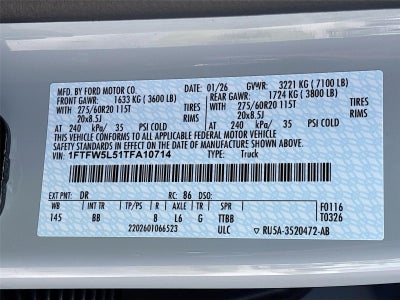 MFD. BY FORD MOTOR CO. 01/26 GVWR: 3221 KG ( 7100 LB)
FRONT GAWR: 1633 KG ( 3600 LB) REAR GAWR: 1724 KG ( 3800 LB)
WITH 275/60R20 115T WITH 275/60R20 115T
TIRES 20x8.5J TIRES 20x8.5J
RIMS RIMS
AT 240 kPa/ 35 PSI COLD AT 240 kPa/ 35 PSI COLD
THIS VEHICLE CONFORMS TO ALL APPLICABLE FEDERAL MOTOR VEHICLE
SAFETY STANDARDS IN EFFECT ON THE DATE OF MANUFACTURE SHOWN ABOVE.
1FTFW5L51TFA10714 TYPE: Truck
EXT PNT: DR RC: 86 DSO: F0116
WB INT TR TP/PS R AXLE TR SPR T0326
145 BB 8 L6 G TTBB
2202601066523 ULC RU5A-3520472-AB